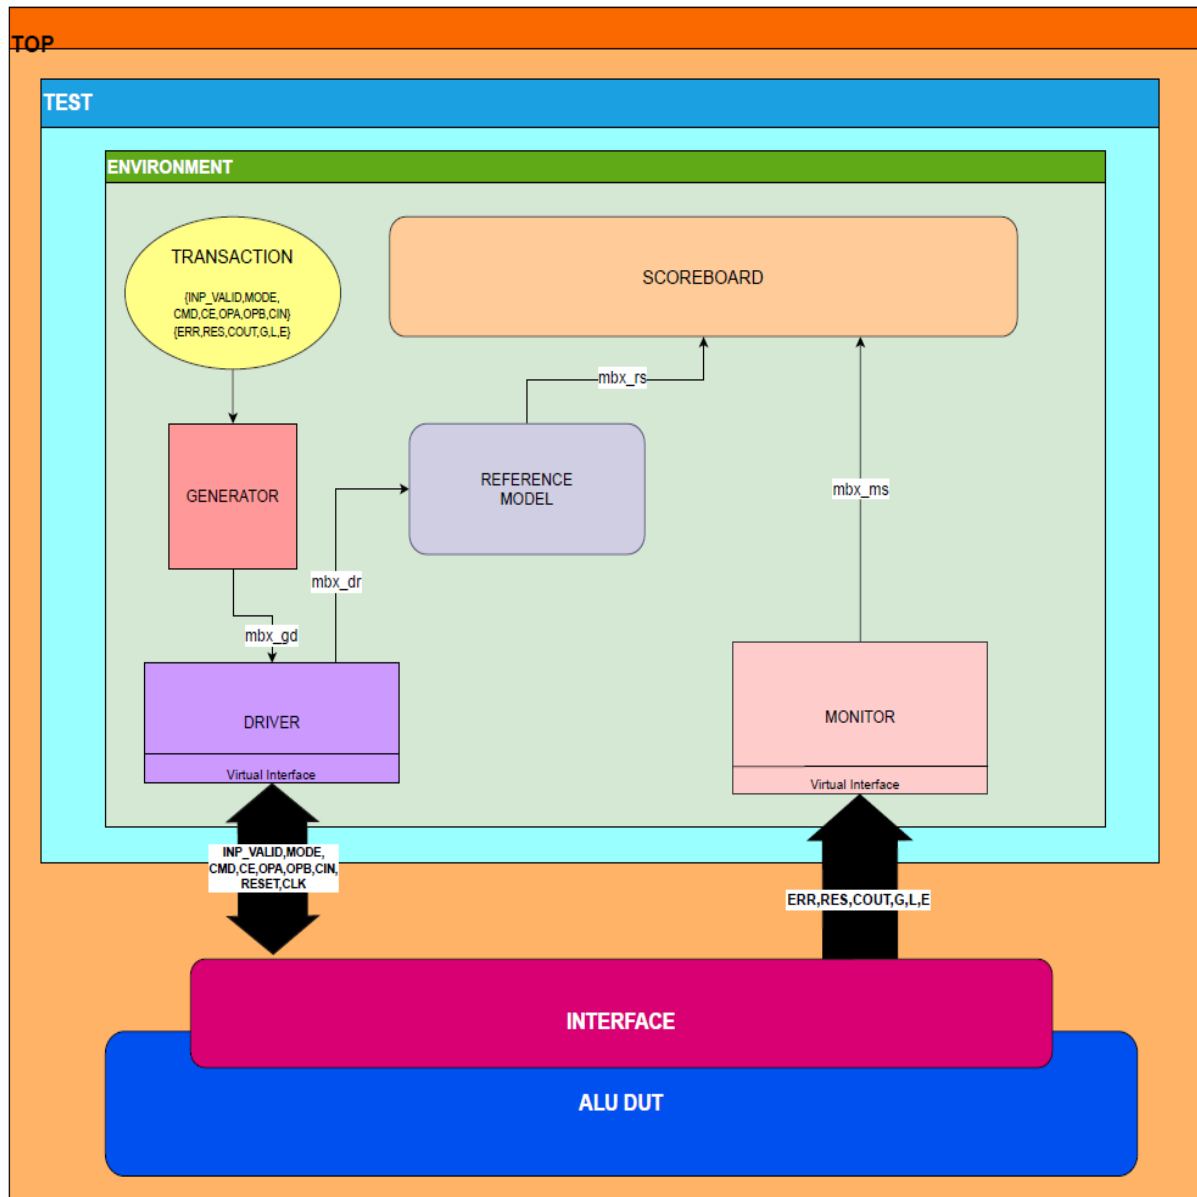 TOP
TEST
ENVIRONMENT
TRANSACTION
{INP_VALID,MODE,
CMD,CE,OPA,OPB,CIN}
{ERR,RES,COUT,G,L,E}
SCOREBOARD
mbx_rs
GENERATOR
REFERENCE
MODEL
mbx_ms
mbx_dr
mbx_gd
DRIVER
Virtual Interface
MONITOR
Virtual Interface
INP_VALID,MODE,
CMD,CE,OPA,OPB,CIN,
RESET,CLK
ERR,RES,COUT,G,L,E
INTERFACE
ALU DUT